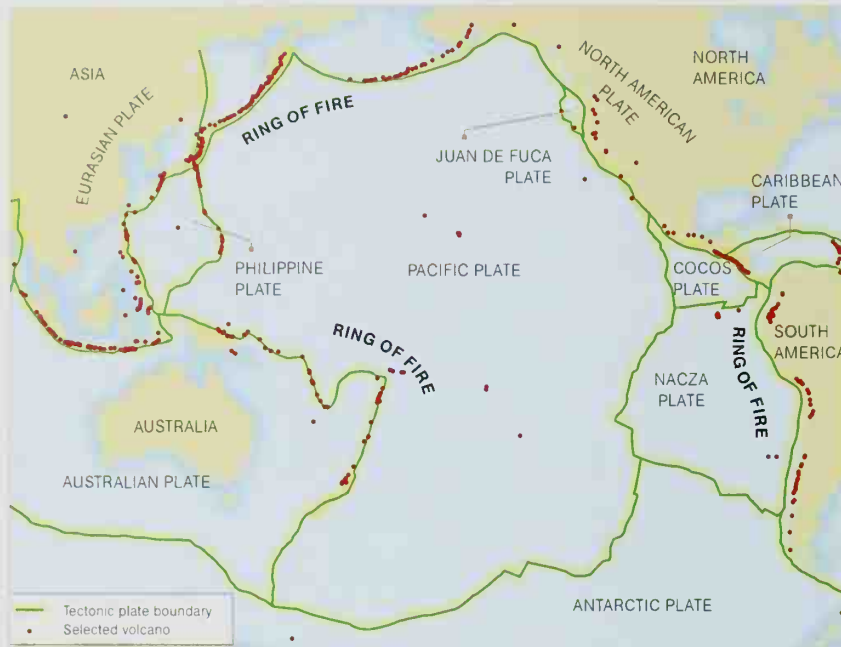 ASIA
EURASIAN PLATE
RING OF FIRE
NORTH AMERICAN
PLATE
NORTH
AMERICA
JUAN DE FUCA
PLATE
CARIBBEAN
PLATE
PHILIPPINE
PLATE
PACIFIC PLATE
COCOS
PLATE
RING OF FIRE
SOUTH
AMERICA
RING OF FIRE
NACZA
PLATE
AUSTRALIA
AUSTRALIAN PLATE
ANTARCTIC PLATE
Tectonic plate boundary
Selected volcano